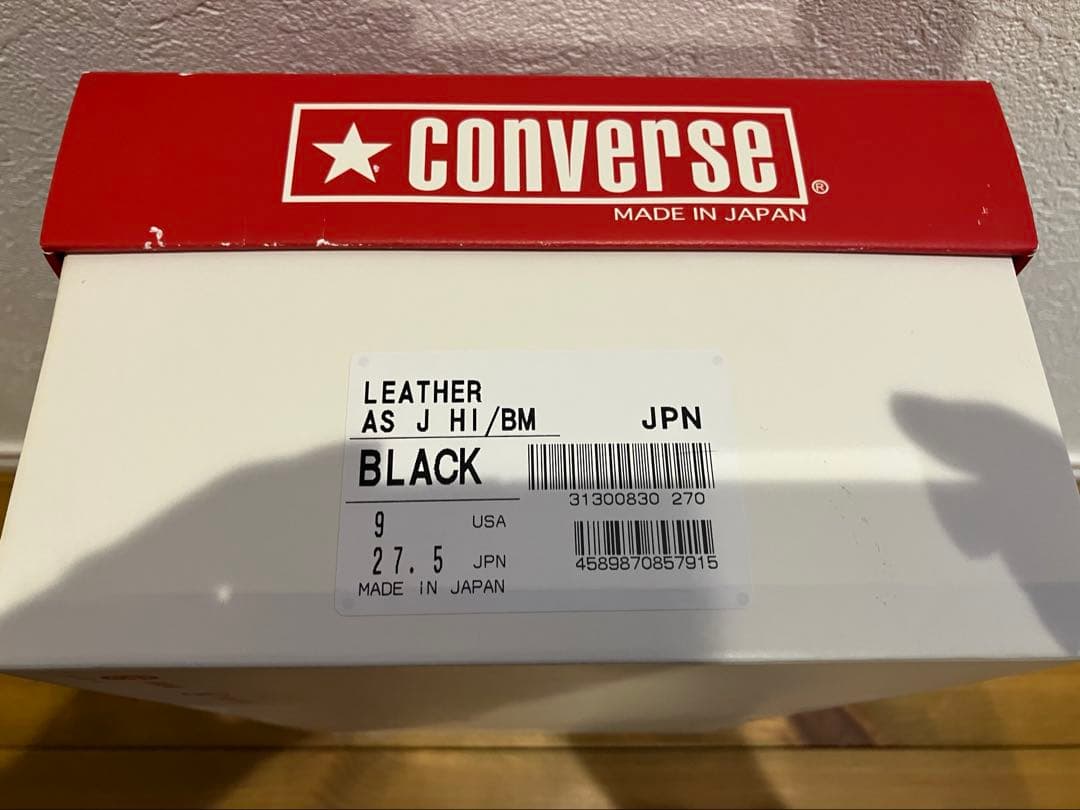 ★ converse ®
MADE IN JAPAN
LEATHER
AS J HI/BM JPN
BLACK
31300830 270
9 USA
27.5 JPN
4589870857915
MADE IN JAPAN